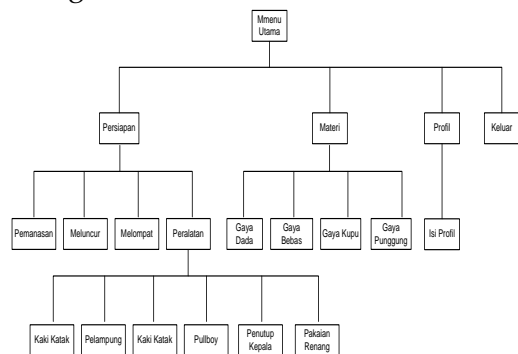 Mmenu
Utama
Persiapan
Materi
Profil
Keluar
Pemanasan
Meluncur
Melompat
Peralatan
Gaya
Dada
Gaya
Bebas
Gaya Kupu
Gaya
Punggung
Isi Profil
Kaki Katak
Pelampung
Kaki Katak
Pullboy
Penutup
Kepala
Pakaian
Renang